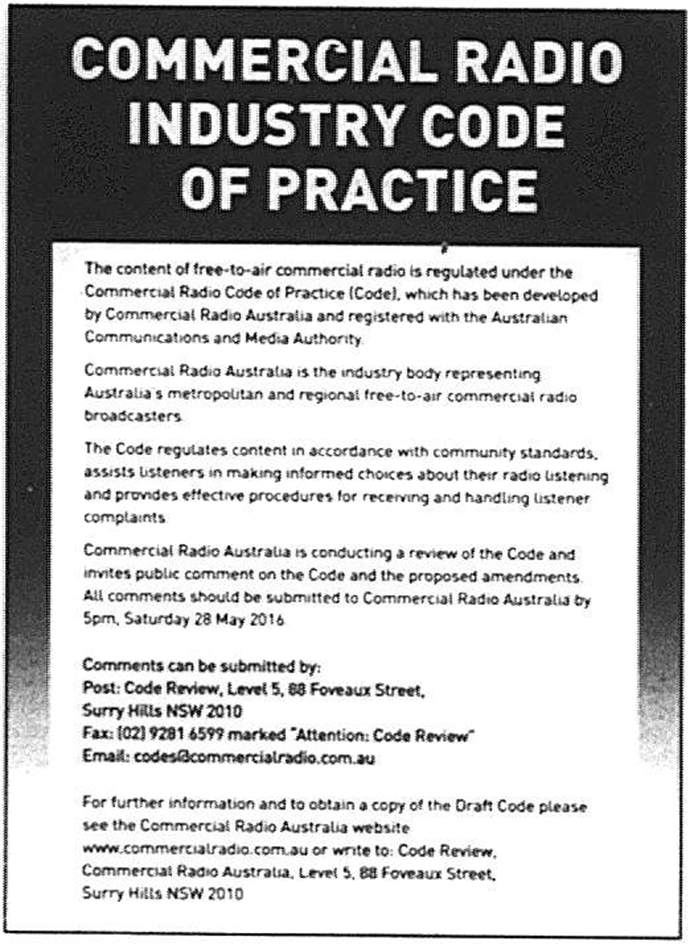 COMMERCIAL RADIO
INDUSTRY CODE
OF PRACTICE
The content of free-to-air commercial radio is regulated under the
Commercial Radio Code of Practice (Code), which has been developed
by Commercial Radio Australia and registered with the Australian
Communications and Media Authority.
Commercial Radio Australia is the industry body representing
Australia's metropolitan and regional free-to-air commercial radio
broadcasters.
The Code regulates content in accordance with community standards,
assists listeners in making informed choices about their radio listening
and provides effective procedures for receiving and handling listener
complaints.
Commercial Radio Australia is conducting a review of the Code and
invites public comment on the Code and the proposed amendments.
All comments should be submitted to Commercial Radio Australia by
5pm, Saturday 28 May 2016.
Comments can be submitted by:
Post: Code Review, Level 5, 88 Foveaux Street,
Surry Hills NSW 2010
Fax: (02) 9281 6599 marked "Attention: Code Review"
Email: codes@commercialradio.com.au
For further information and to obtain a copy of the Draft Code please
see the Commercial Radio Australia website
www.commercialradio.com.au or write to: Code Review,
Commercial Radio Australia, Level 5, 88 Foveaux Street,
Surry Hills NSW 2010